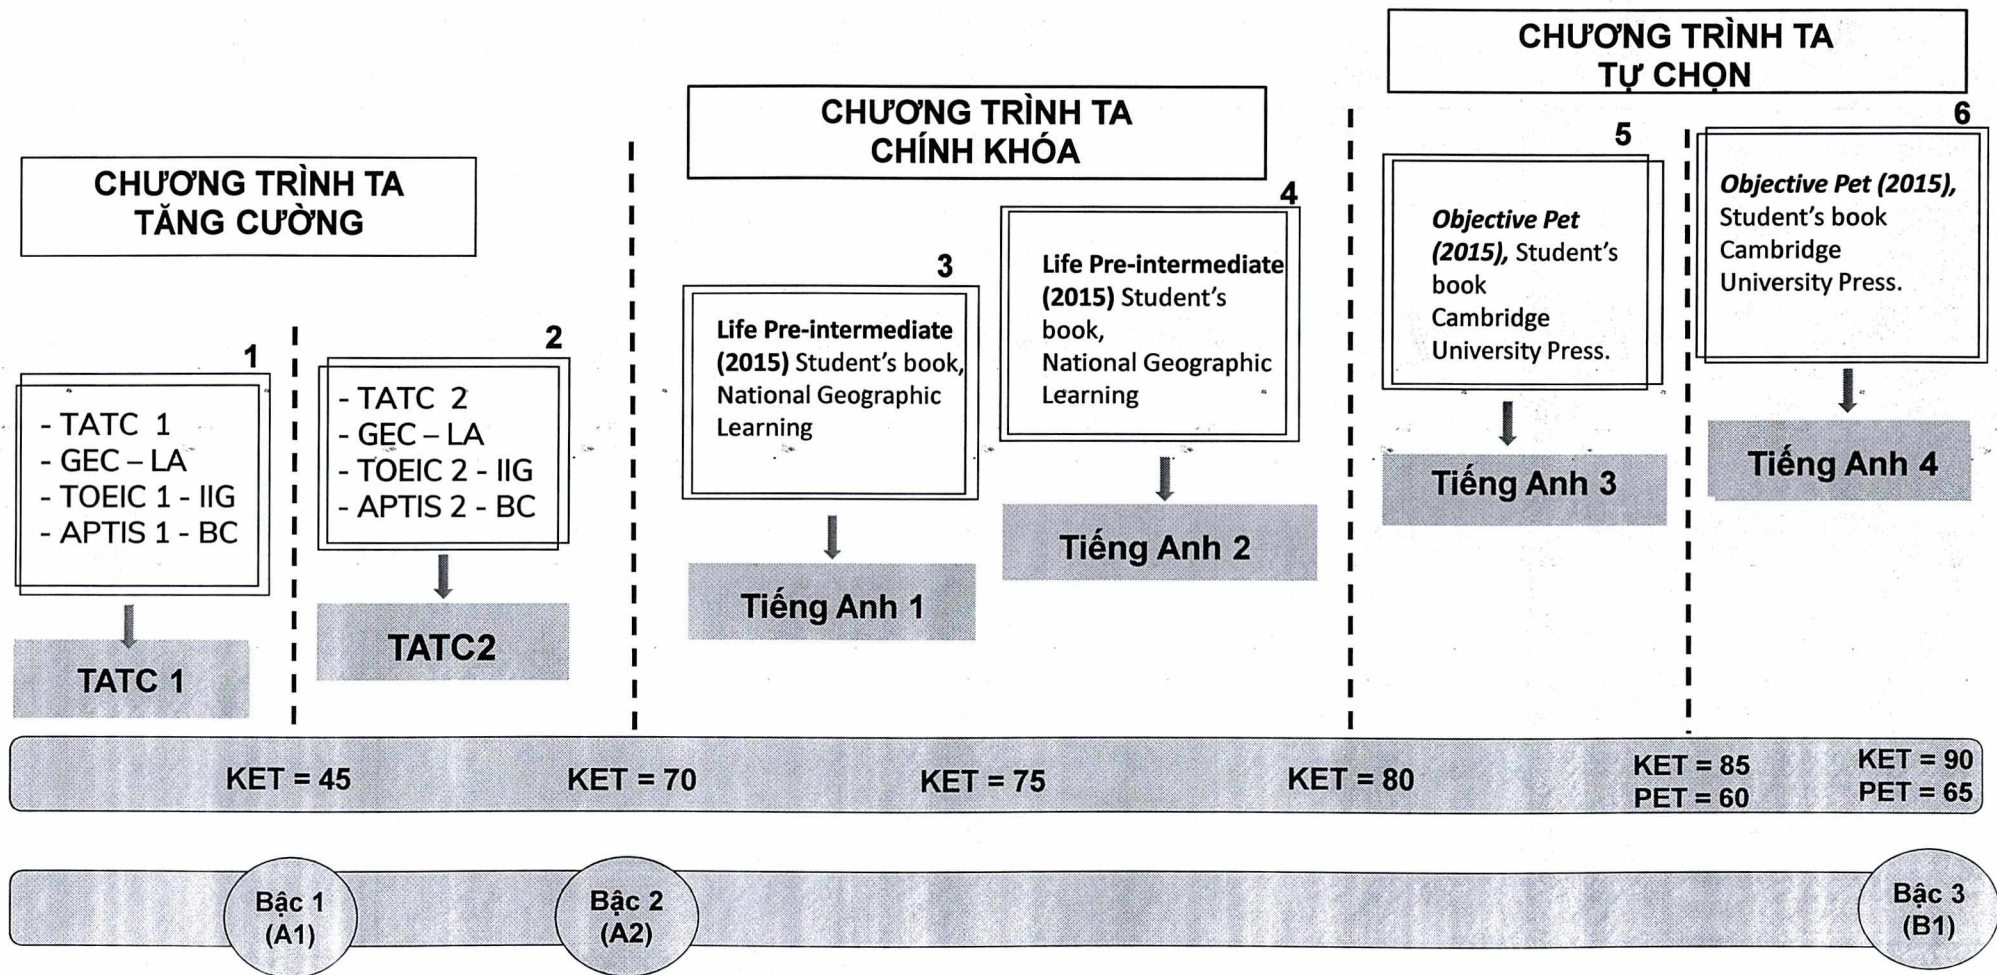 CHƯƠNG TRÌNH TA
TỰ CHỌN
CHƯƠNG TRÌNH TA
CHÍNH KHÓA
CHƯƠNG TRÌNH TA
TĂNG CƯỜNG
1
- TATC 1
- GEC – LA
- TOEIC 1 - IIG
- APTIS 1 - BC
TATC 1
2
- TATC 2
- GEC – LA
- TOEIC 2 - IIG
- APTIS 2 - BC
TATC2
3
Life Pre-intermediate
(2015) Student's book,
National Geographic
Learning
Tiếng Anh 1
4
Life Pre-intermediate
(2015) Student's
book,
National Geographic
Learning
Tiếng Anh 2
5
Objective Pet
(2015), Student's
book
Cambridge
University Press.
Tiếng Anh 3
6
Objective Pet (2015),
Student's book
Cambridge
University Press.
Tiếng Anh 4
KET = 45
KET = 70
KET = 75
KET = 80
KET = 85
PET = 60
KET = 90
PET = 65
Bậc 1
(A1)
Bậc 2
(A2)
Bậc 3
(B1)